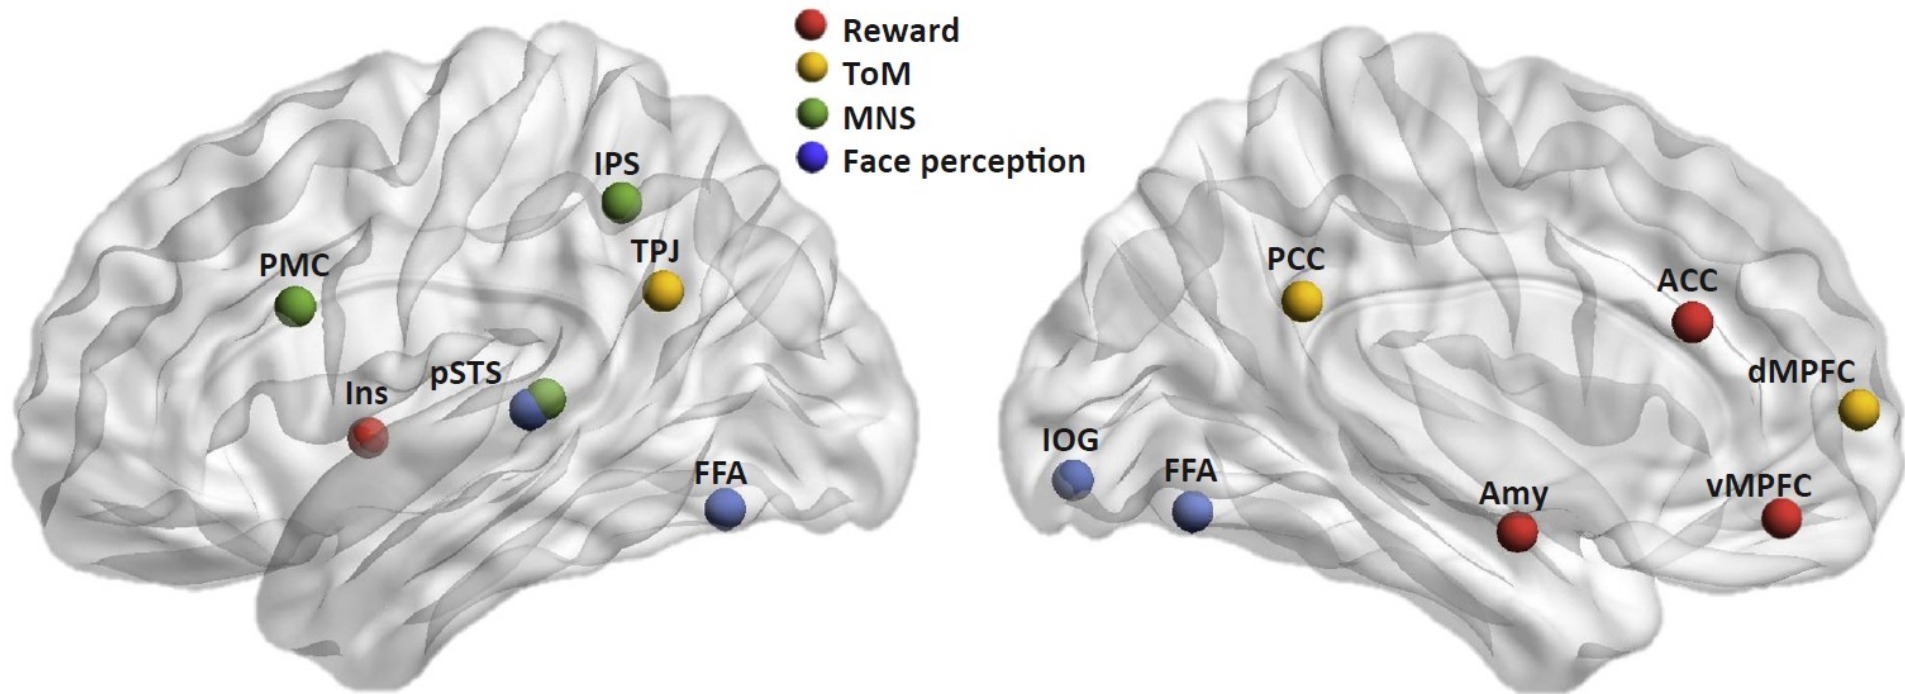 Reward
ToM
MNS
Face perception
IPS
TPJ
PMC
pSTS
Ins
FFA
PCC
ACC
dMPFC
IOG
FFA
Amy
vMPFC